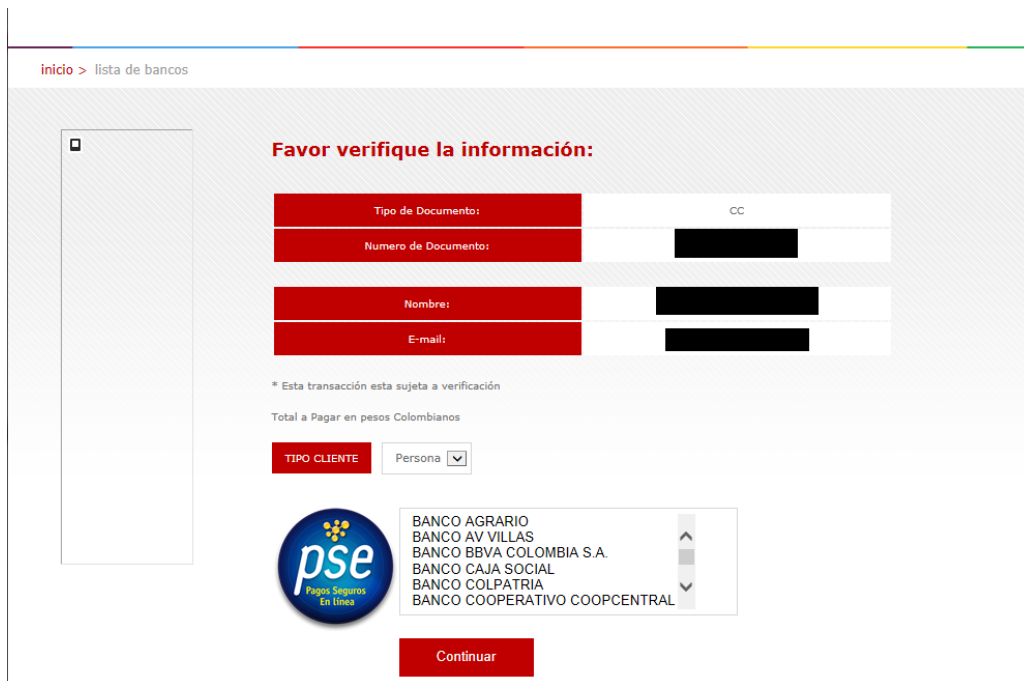 inicio > lista de bancos
Favor verifique la información:
Tipo de Documento: CC
Numero de Documento:
Nombre:
E-mail:
* Esta transacción esta sujeta a verificación
Total a Pagar en pesos Colombianos
TIPO CLIENTE Persona
pse
Pagos Seguros
En línea
BANCO AGRARIO
BANCO AV VILLAS
BANCO BBVA COLOMBIA S.A.
BANCO CAJA SOCIAL
BANCO COLPATRIA
BANCO COOPERATIVO COOPCENTRAL
Continuar